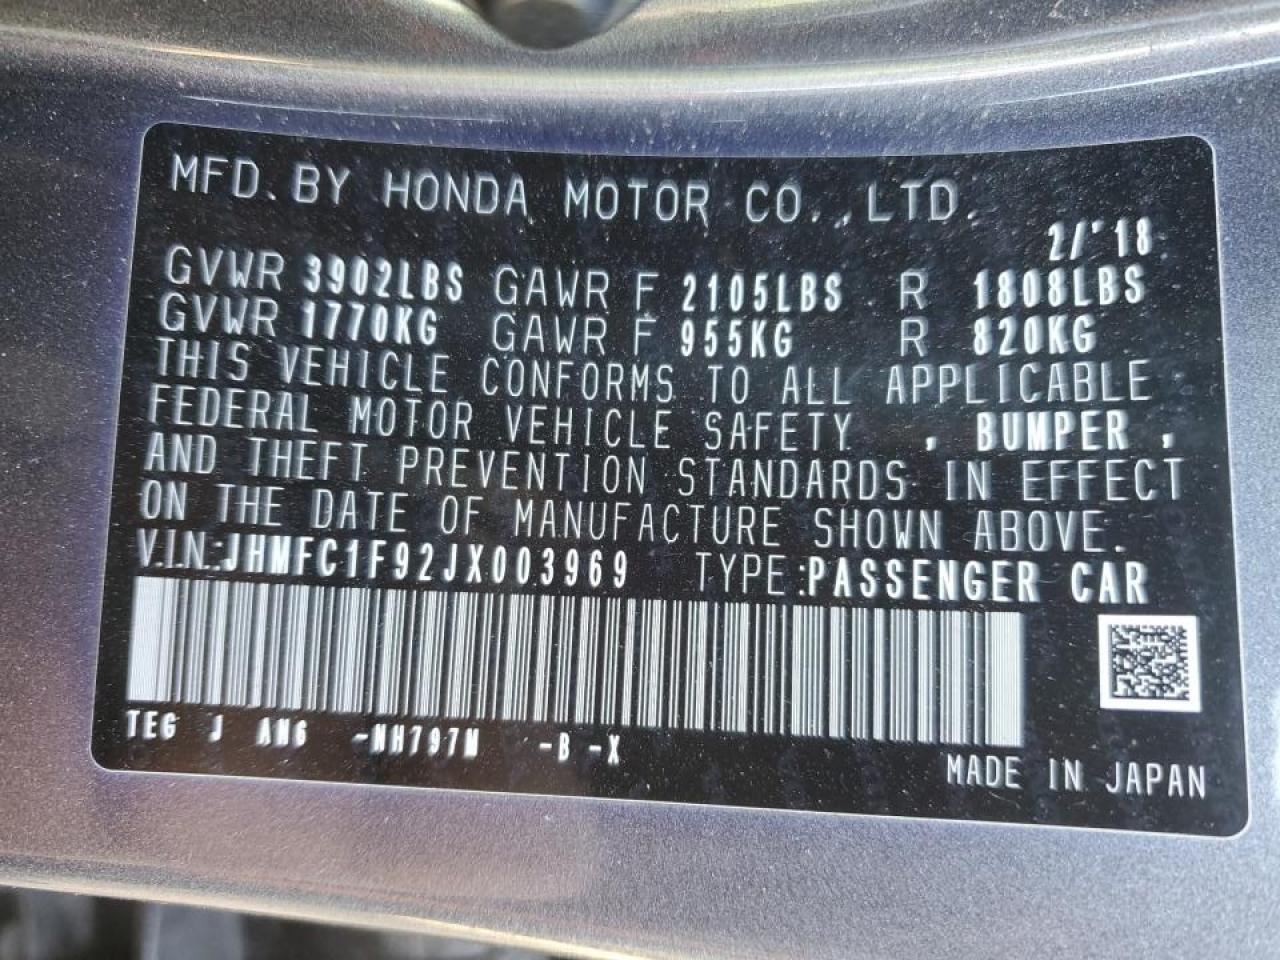 MFD. BY HONDA MOTOR CO., LTD.
2/'18
GVWR 3902LBS GAWR F 2105LBS R 1808LBS
GVWR 1770KG GAWR F 955KG R 820KG
THIS VEHICLE CONFORMS TO ALL APPLICABLE
FEDERAL MOTOR VEHICLE SAFETY , BUMPER ,
AND THEFT PREVENTION STANDARDS IN EFFECT
ON THE DATE OF MANUFACTURE SHOWN ABOVE.
V.I.N.:JHMFC1F92JX003969 TYPE:PASSENGER CAR
TEG J AMG -NH797M -B -X
MADE IN JAPAN